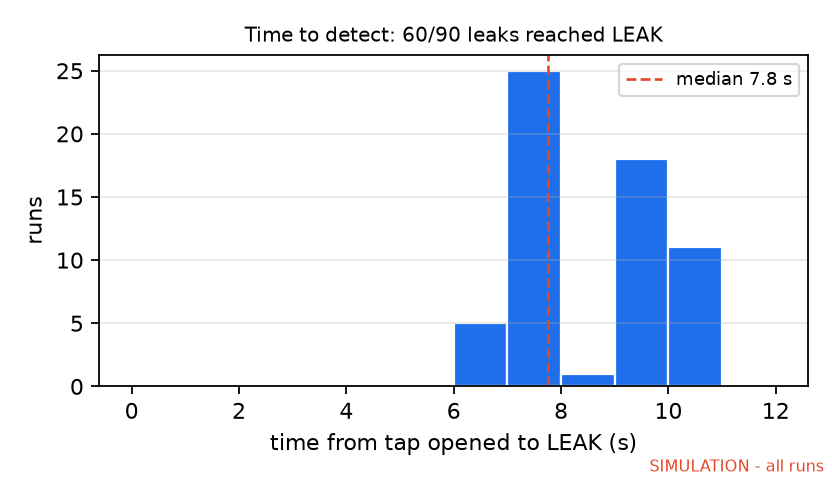 Time to detect: 60/90 leaks reached LEAK
median 7.8 s
runs
25
20
15
10
5
0
0 2 4 6 8 10 12
time from tap opened to LEAK (s)
SIMULATION - all runs